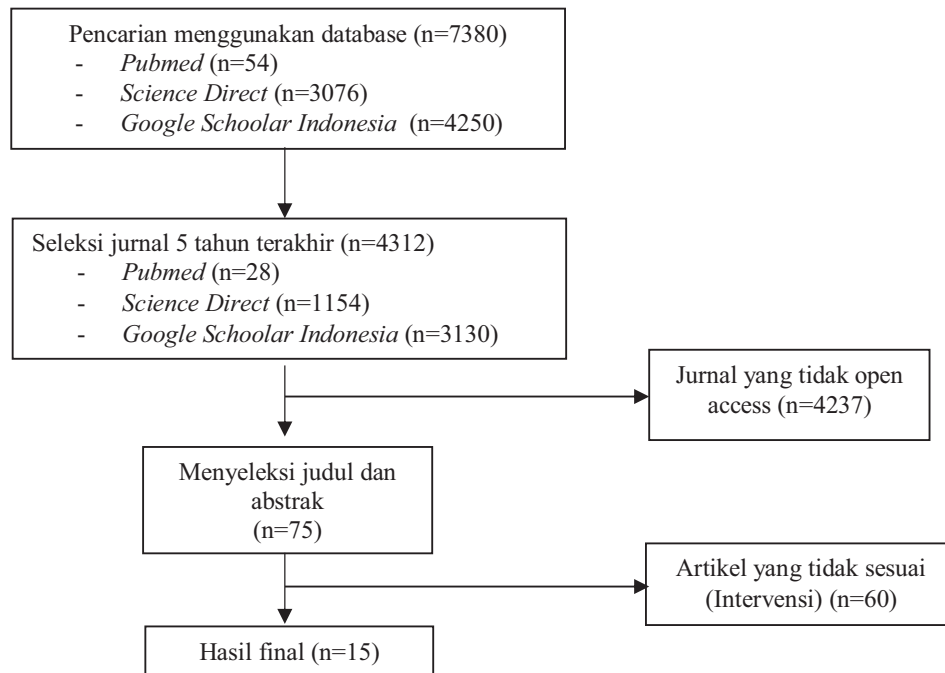 Pencarian menggunakan database (n=7380)
- Pubmed (n=54)
- Science Direct (n=3076)
- Google Schoolar Indonesia (n=4250)
Seleksi jurnal 5 tahun terakhir (n=4312)
- Pubmed (n=28)
- Science Direct (n=1154)
- Google Schoolar Indonesia (n=3130)
Jurnal yang tidak open
access (n=4237)
Menyeleksi judul dan
abstrak
(n=75)
Artikel yang tidak sesuai
(Intervensi) (n=60)
Hasil final (n=15)